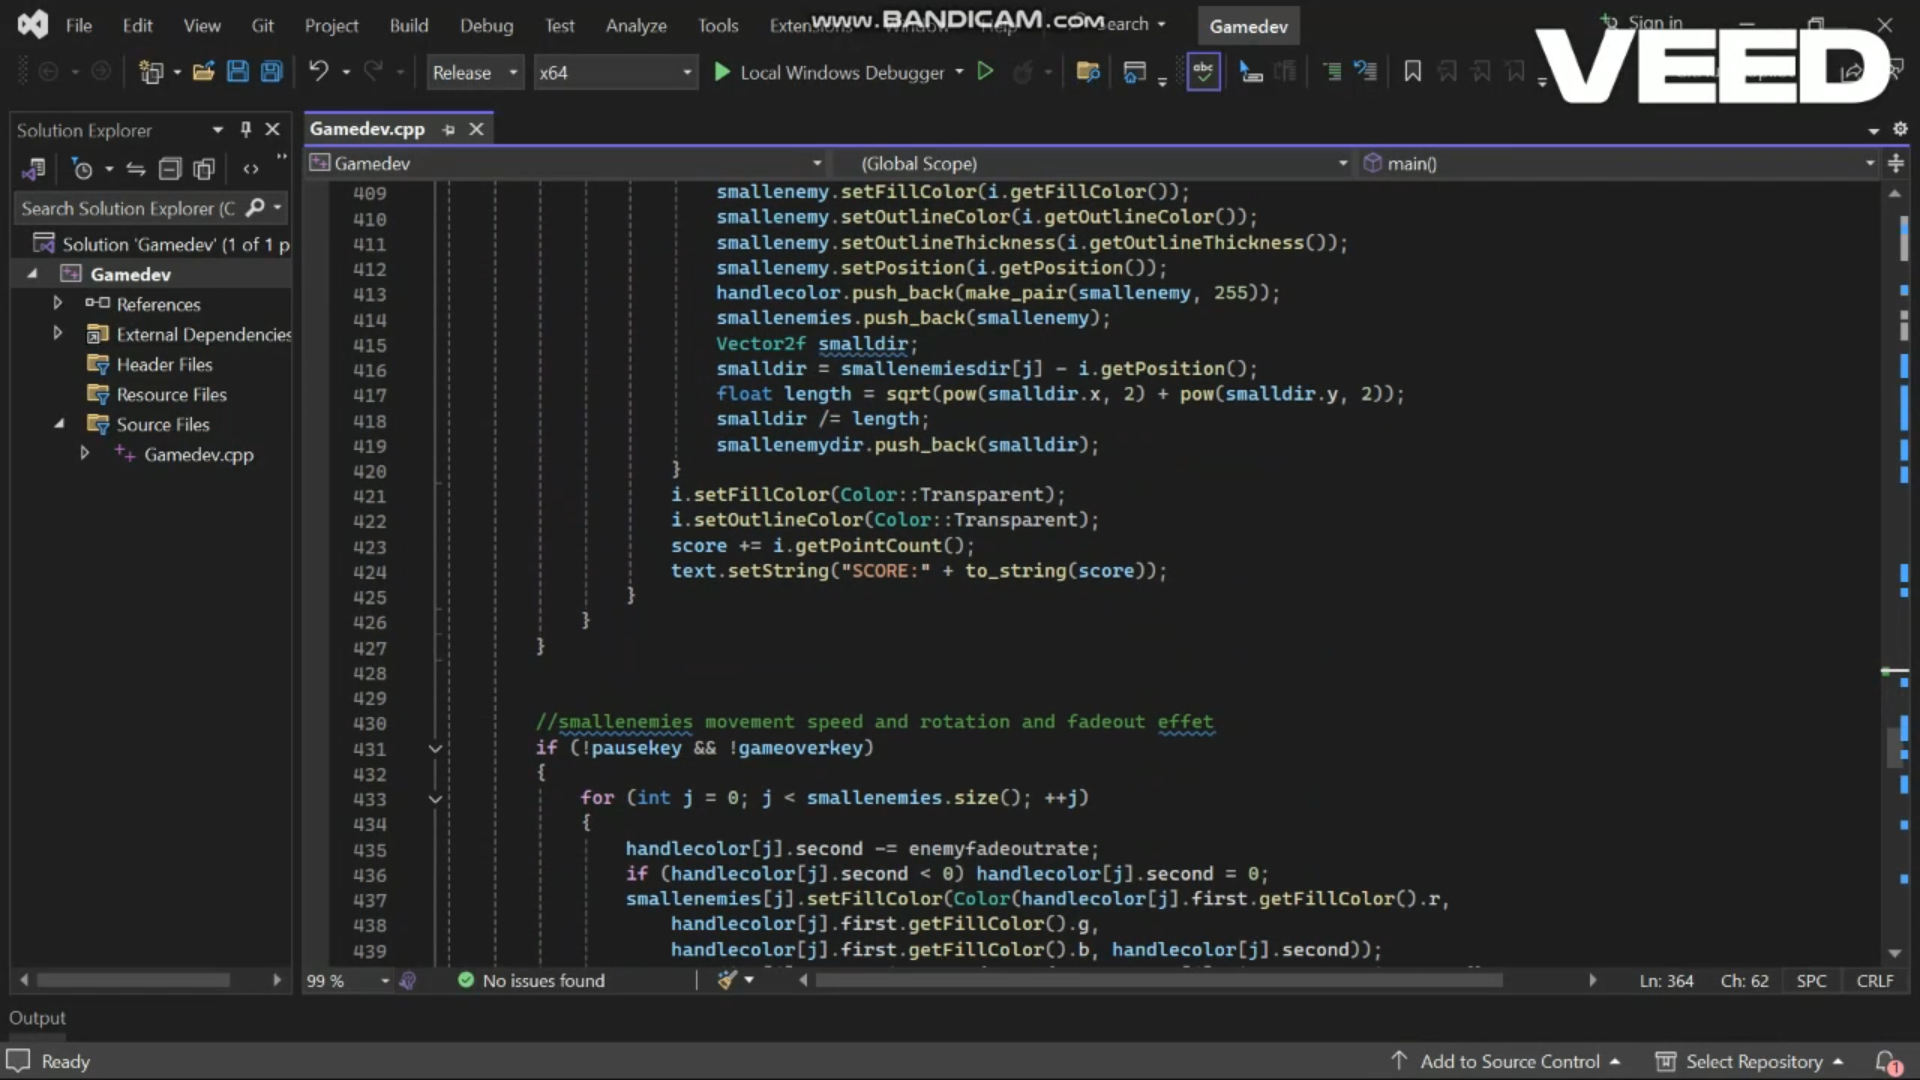 File Edit View Git Project Build Debug Test Analyze Tools Extensions Window Help Search Gamedev Sign in
www.BANDICAM.com
VEED
Release x64 Local Windows Debugger abc
Solution Explorer
Gamedev.cpp
Gamedev (Global Scope) main()
Search Solution Explorer (C
Solution 'Gamedev' (1 of 1 p
Gamedev
References
External Dependencies
Header Files
Resource Files
Source Files
Gamedev.cpp
409 smallenemy.setFillColor(i.getFillColor());
410 smallenemy.setOutlineColor(i.getOutlineColor());
411 smallenemy.setOutlineThickness(i.getOutlineThickness());
412 smallenemy.setPosition(i.getPosition());
413 handlecolor.push_back(make_pair(smallenemy, 255));
414 smallenemies.push_back(smallenemy);
415 Vector2f smalldir;
416 smalldir = smallenemiesdir[j] - i.getPosition();
417 float length = sqrt(pow(smalldir.x, 2) + pow(smalldir.y, 2));
418 smalldir /= length;
419 smallenemydir.push_back(smalldir);
420 }
421 i.setFillColor(Color::Transparent);
422 i.setOutlineColor(Color::Transparent);
423 score += i.getPointCount();
424 text.setString("SCORE:" + to_string(score));
425 }
426 }
427 }
428
429
430 //smallenemies movement speed and rotation and fadeout effet
431 if (!pausekey && !gameoverkey)
432 {
433 for (int j = 0; j < smallenemies.size(); ++j)
434 {
435 handlecolor[j].second -= enemyfadeoutrate;
436 if (handlecolor[j].second < 0) handlecolor[j].second = 0;
437 smallenemies[j].setFillColor(Color(handlecolor[j].first.getFillColor().r,
438 handlecolor[j].first.getFillColor().g,
439 handlecolor[j].first.getFillColor().b, handlecolor[j].second));
99 % No issues found Ln: 364 Ch: 62 SPC CRLF
Output
Ready Add to Source Control Select Repository 1